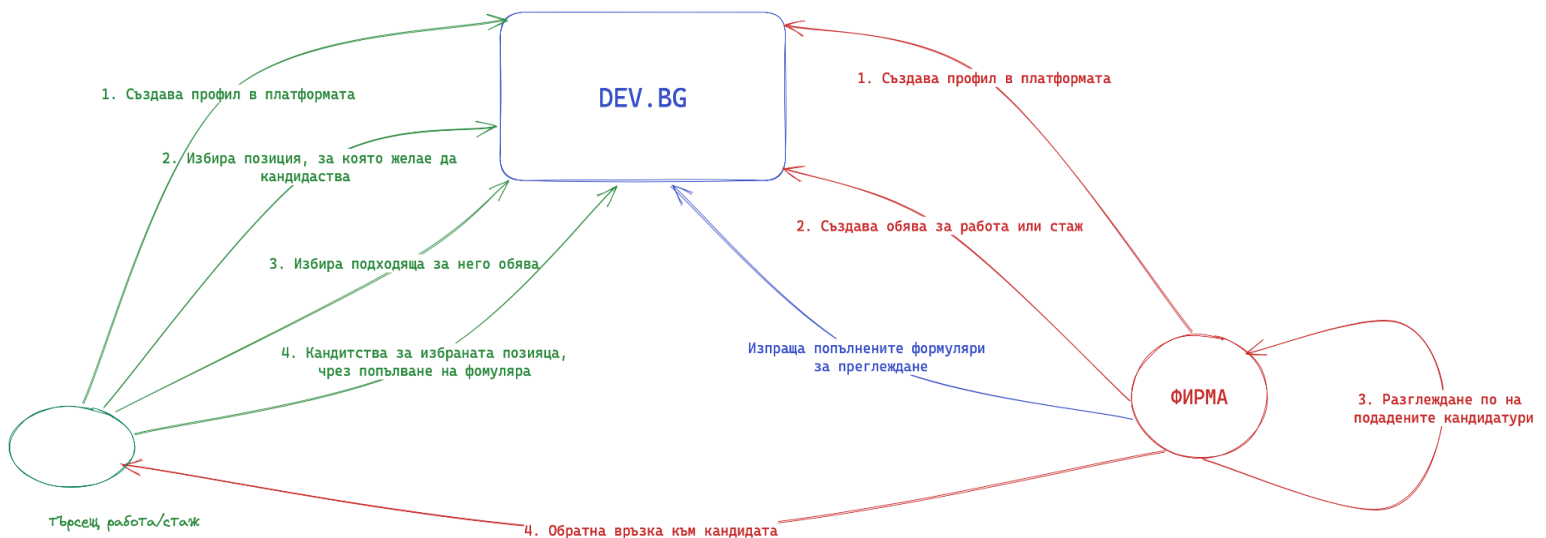 DEV.BG
1. Създава профил в платформата
2. Избира позиция, за която желае да
кандидаства
3. Избира подходяща за него обява
4. Кандитства за избраната позияца,
чрез попълване на фомуляра
Търсещ работа/стаж
1. Създава профил в платформата
2. Създава обява за работа или стаж
Изпраща попълнените формуляри
за преглеждане
ФИРМА
3. Разглеждане по на
подадените кандидатури
4. Обратна връзка към кандидата